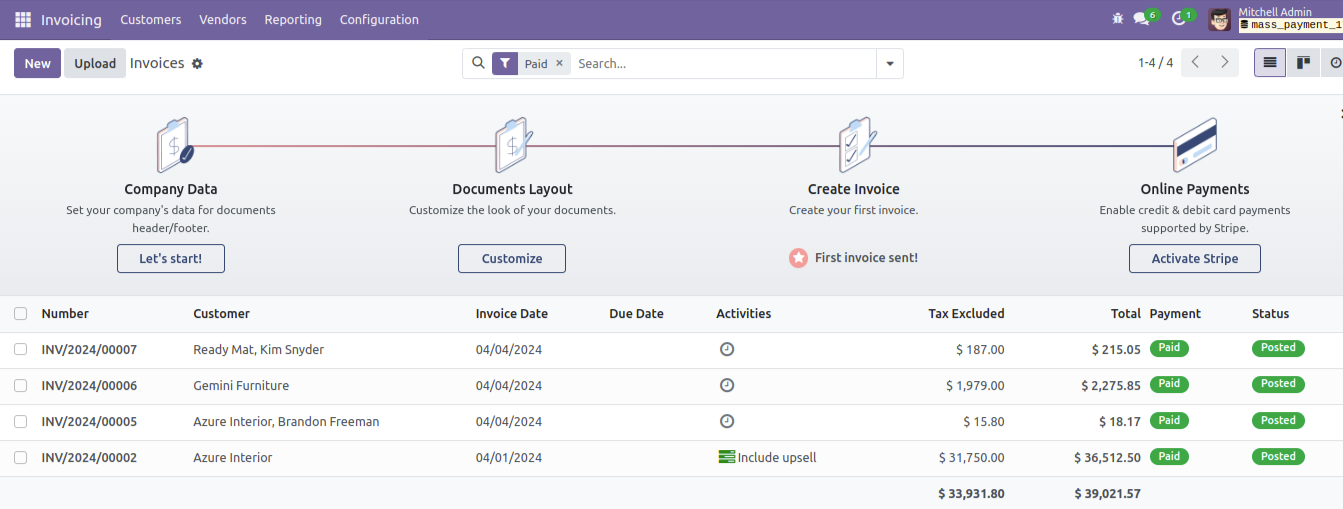 Invoicing Customers Vendors Reporting Configuration 6 1 Mitchell Admin
mass_payment_1
New Upload Invoices Paid × Search... 1-4 / 4
Company Data Documents Layout Create Invoice Online Payments
Set your company's data for documents Customize the look of your documents. Create your first invoice. Enable credit & debit card payments
header/footer. supported by Stripe.
Let's start! Customize First invoice sent! Activate Stripe
Number Customer Invoice Date Due Date Activities Tax Excluded Total Payment Status
INV/2024/00007 Ready Mat, Kim Snyder 04/04/2024 $ 187.00 $ 215.05 Paid Posted
INV/2024/00006 Gemini Furniture 04/04/2024 $ 1,979.00 $ 2,275.85 Paid Posted
INV/2024/00005 Azure Interior, Brandon Freeman 04/04/2024 $ 15.80 $ 18.17 Paid Posted
INV/2024/00002 Azure Interior 04/01/2024 Include upsell $ 31,750.00 $ 36,512.50 Paid Posted
$ 33,931.80 $ 39,021.57